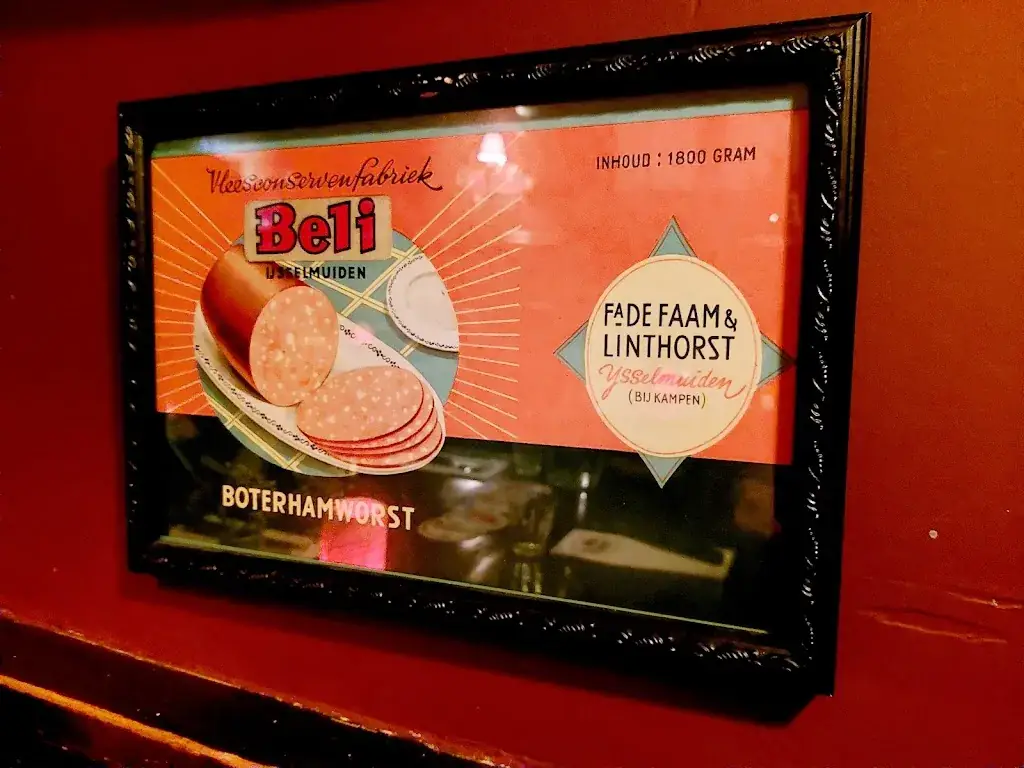 Vleesconservenfabriek
Beli
IJSSELMUIDEN
BOTERHAMWORST
INHOUD : 1800 GRAM
FA DE FAAM &
LINTHORST
Ysselmuiden
(BIJ KAMPEN)